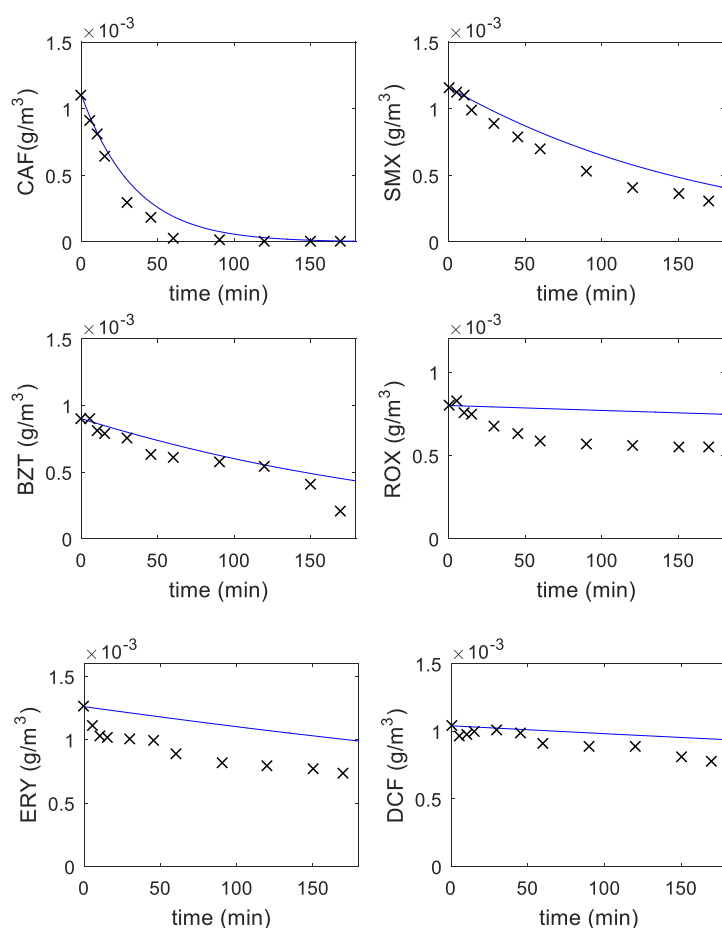 × 10⁻³ × 10⁻³
1.5 1.5
1 1
0.5 0.5
0 0
CAF(g/m³) SMX (g/m³)
0 50 100 150 0 50 100 150
time (min) time (min)
× 10⁻³ × 10⁻³
1.5
1 1
0.5 0.5
0 0
BZT (g/m³) ROX (g/m³)
0 50 100 150 0 50 100 150
time (min) time (min)
× 10⁻³ × 10⁻³
1.5 1.5
1 1
0.5 0.5
0 0
ERY (g/m³) DCF (g/m³)
0 50 100 150 0 50 100 150
time (min) time (min)